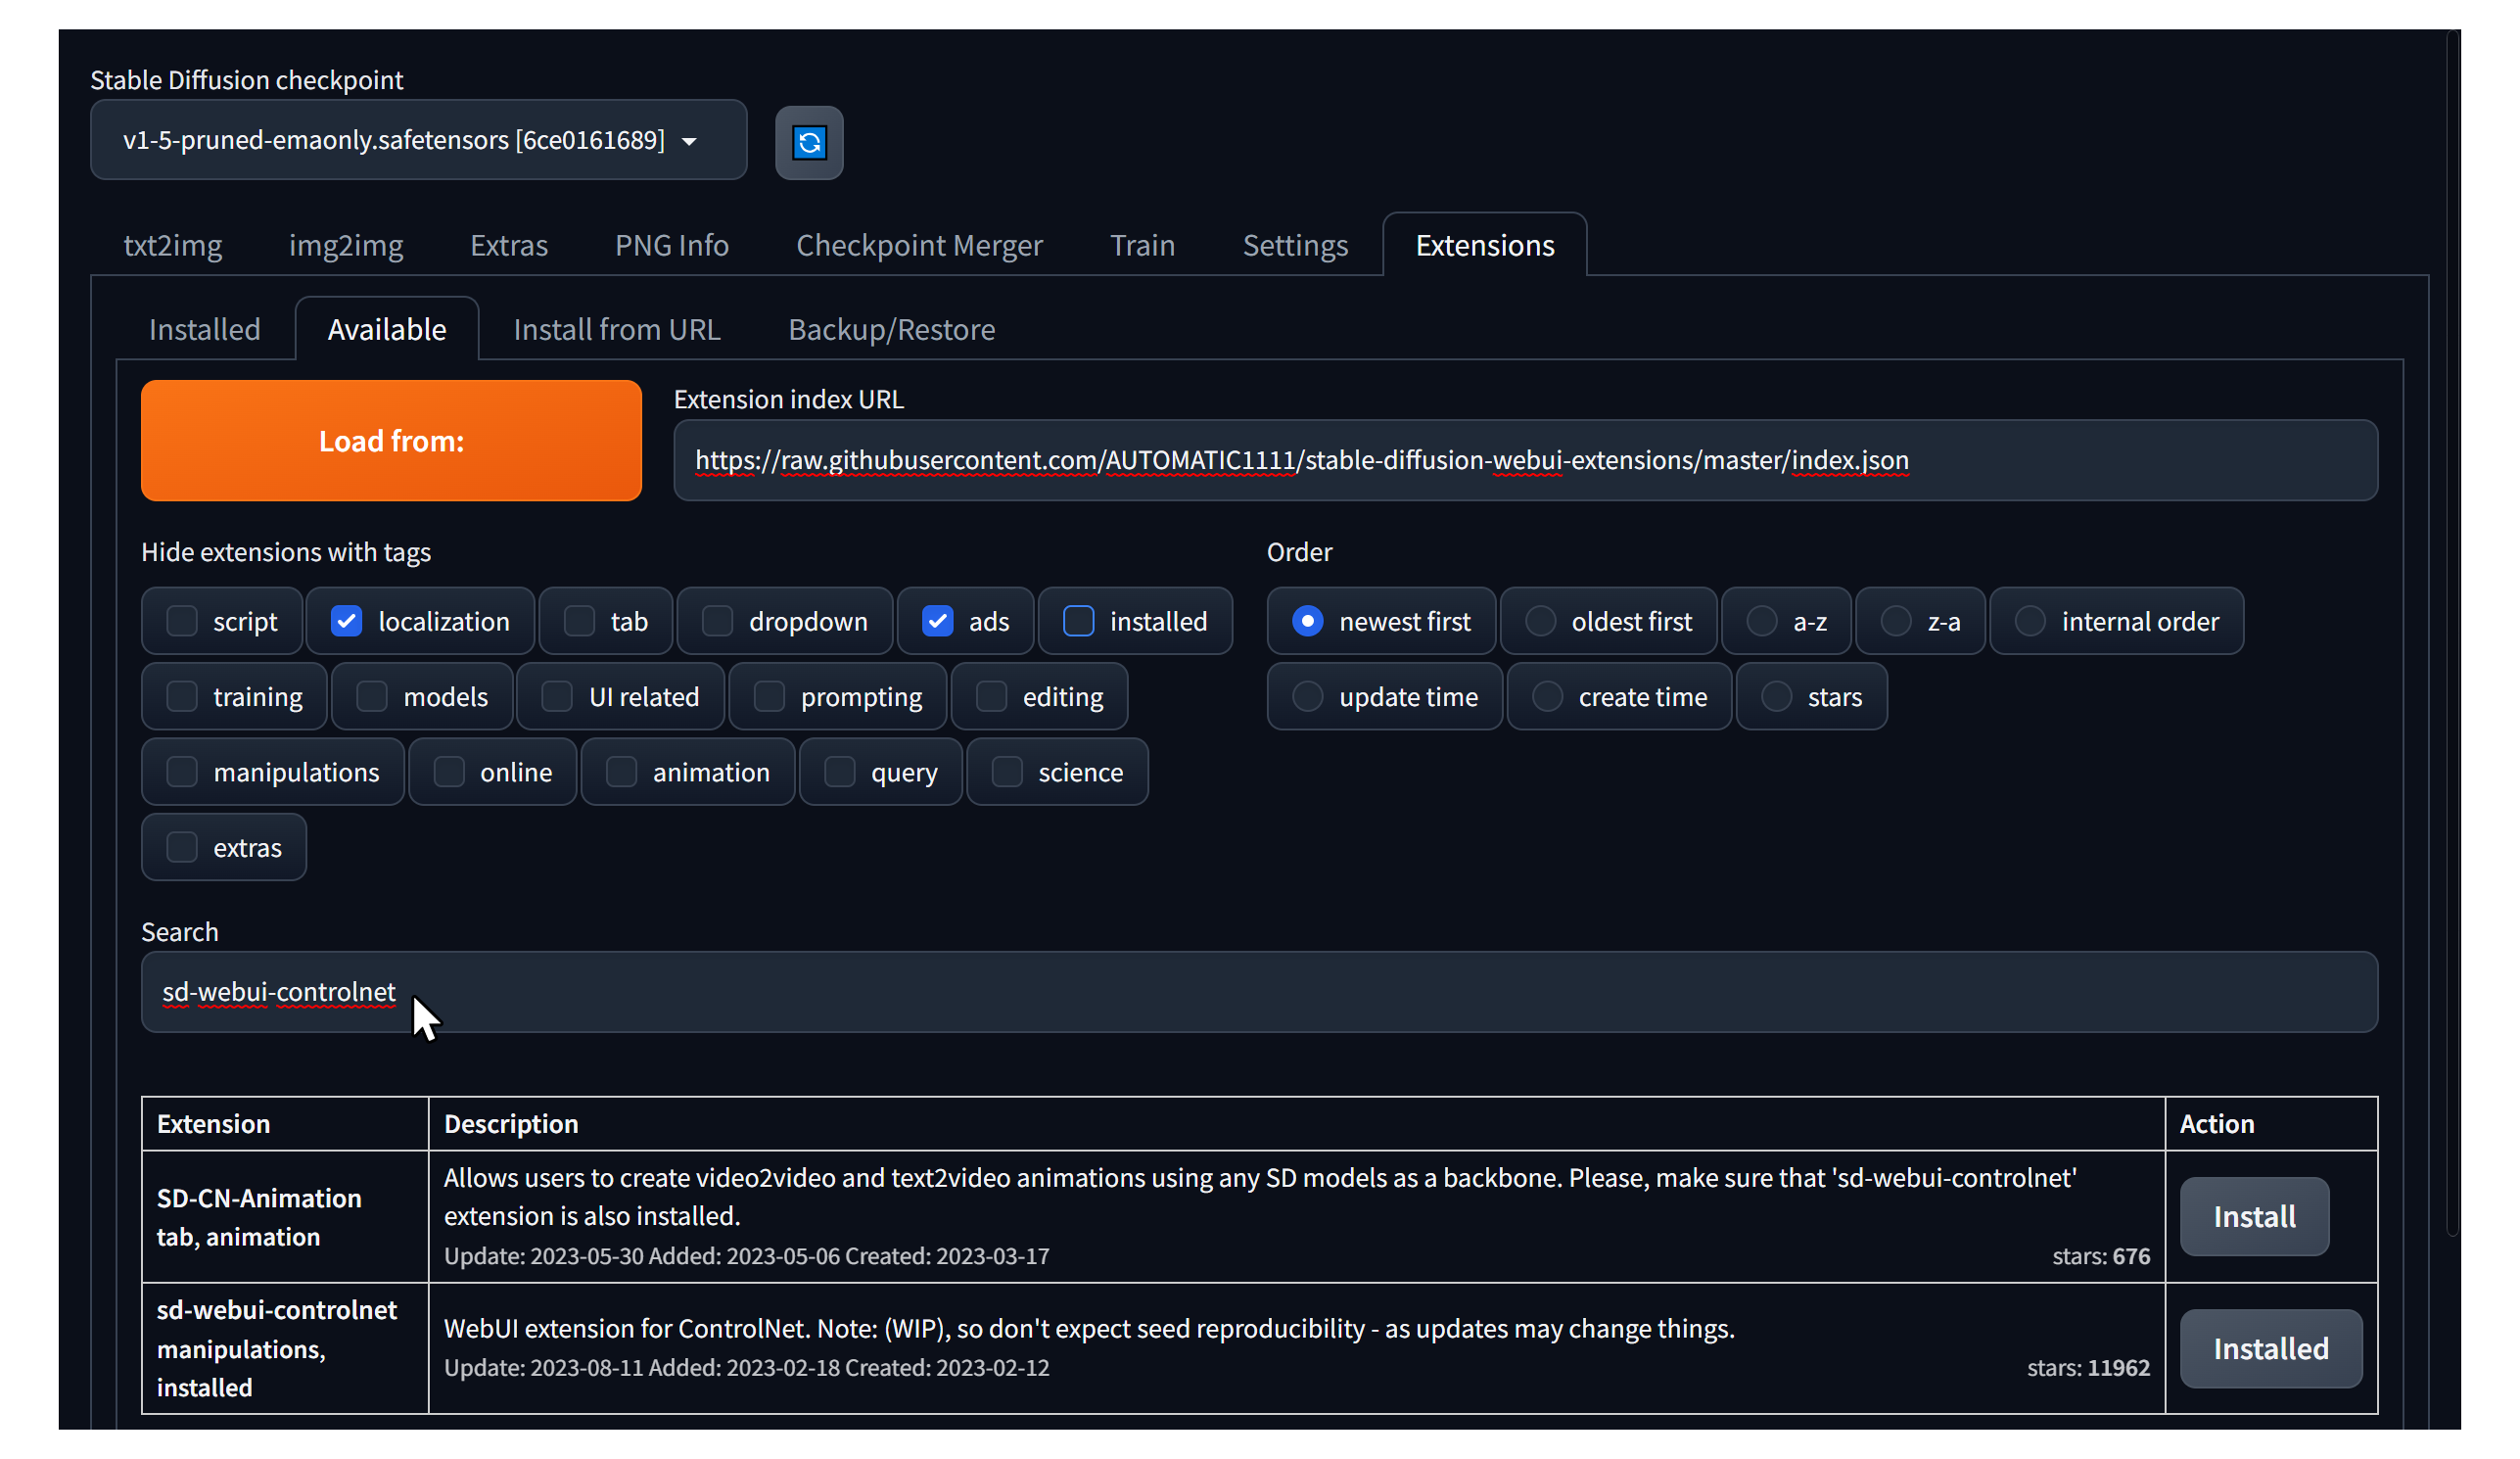 Stable Diffusion checkpoint
v1-5-pruned-emaonly.safetensors [6ce0161689]
txt2img img2img Extras PNG Info Checkpoint Merger Train Settings Extensions
Installed Available Install from URL Backup/Restore
Load from:
Extension index URL
https://raw.githubusercontent.com/AUTOMATIC1111/stable-diffusion-webui-extensions/master/index.json
Hide extensions with tags
script localization tab dropdown ads installed
training models UI related prompting editing
manipulations online animation query science
extras
Order
newest first oldest first a-z z-a internal order
update time create time stars
Search
sd-webui-controlnet
Extension Description Action
SD-CN-Animation
tab, animation
Allows users to create video2video and text2video animations using any SD models as a backbone. Please, make sure that 'sd-webui-controlnet'
extension is also installed.
Update: 2023-05-30 Added: 2023-05-06 Created: 2023-03-17 stars: 676
Install
sd-webui-controlnet
manipulations,
installed
WebUI extension for ControlNet. Note: (WIP), so don't expect seed reproducibility - as updates may change things.
Update: 2023-08-11 Added: 2023-02-18 Created: 2023-02-12 stars: 11962
Installed